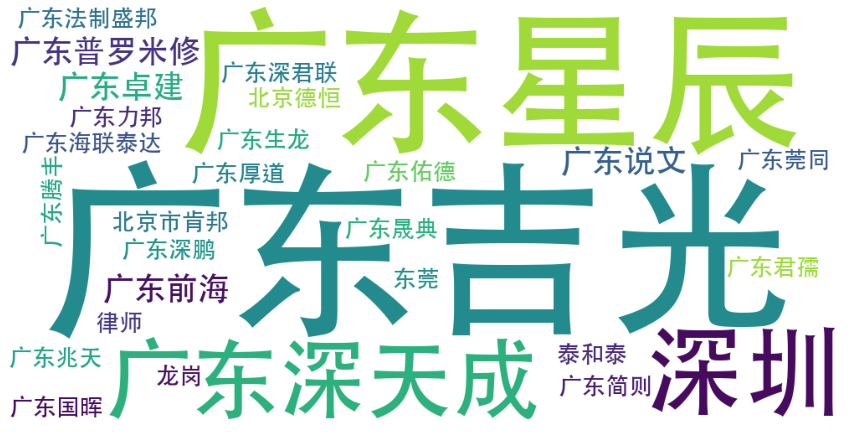 广东法制盛邦
广东普罗米修
广东星辰
广东深君联
广东卓建
北京德恒
广东力邦
广东海联泰达
广东生龙
广东说文
广东莞同
广东腾丰
广东厚道
广东佑德
广东吉光
北京市肯邦
广东晟典
广东深鹏
广东君孺
东莞
广东前海
律师
深圳
广东深天成
广东兆天
泰和泰
龙岗
广东简则
广东国晖